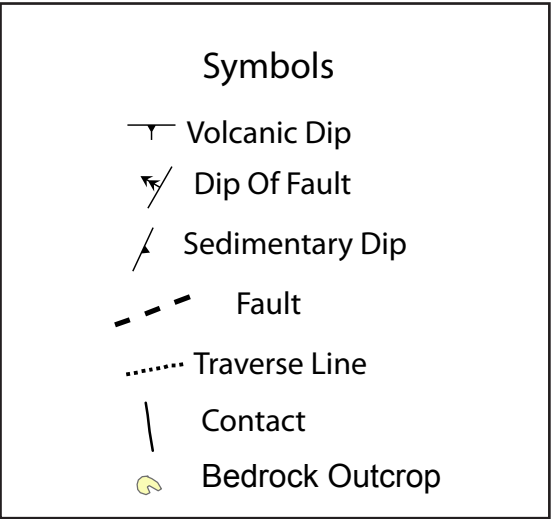 Symbols
Volcanic Dip
Dip Of Fault
Sedimentary Dip
Fault
Traverse Line
Contact
Bedrock Outcrop